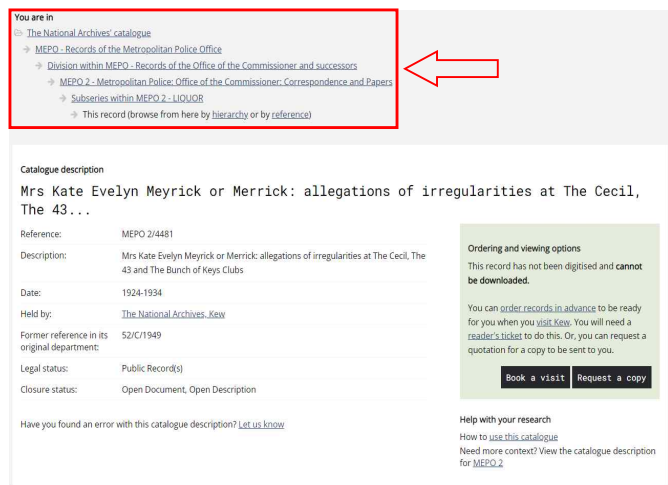 You are in
The National Archives' catalogue
MEPO - Records of the Metropolitan Police Office
Division within MEPO - Records of the Office of the Commissioner and successors
MEPO 2 - Metropolitan Police: Office of the Commissioner: Correspondence and Papers
Subseries within MEPO 2 - LIQUOR
This record (browse from here by hierarchy or by reference)
Catalogue description
Mrs Kate Evelyn Meyrick or Merrick: allegations of irregularities at The Cecil,
The 43...
Reference: MEPO 2/4481
Description: Mrs Kate Evelyn Meyrick or Merrick: allegations of irregularities at The Cecil, The
43 and The Bunch of Keys Clubs
Date: 1924-1934
Held by: The National Archives, Kew
Former reference in its 52/C/1949
original department:
Legal status: Public Record(s)
Closure status: Open Document, Open Description
Have you found an error with this catalogue description? Let us know
Ordering and viewing options
This record has not been digitised and cannot
be downloaded.
You can order records in advance to be ready
for you when you visit Kew. You will need a
reader's ticket to do this. Or, you can request a
quotation for a copy to be sent to you.
Book a visit Request a copy
Help with your research
How to use this catalogue
Need more context? View the catalogue description
for MEPO 2